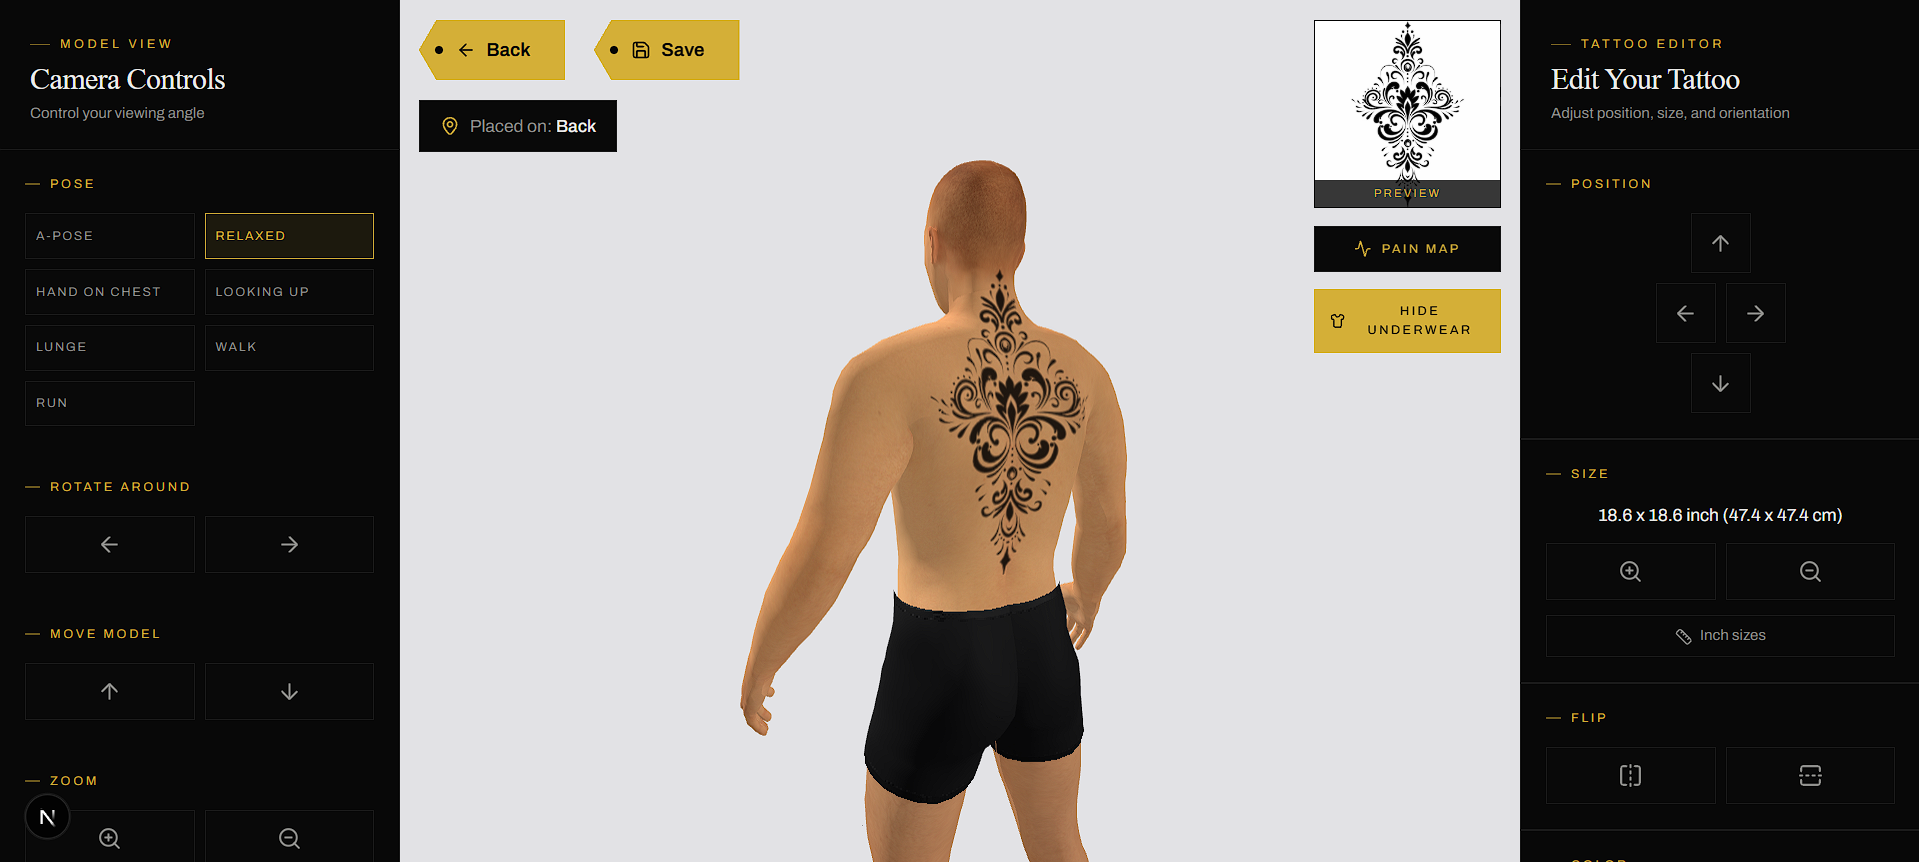 MODEL VIEW
Camera Controls
Control your viewing angle
POSE
A-POSE
RELAXED
HAND ON CHEST
LOOKING UP
LUNGE
WALK
RUN
ROTATE AROUND
MOVE MODEL
ZOOM
N
Back
Save
Placed on: Back
PREVIEW
PAIN MAP
HIDE
UNDERWEAR
TATTOO EDITOR
Edit Your Tattoo
Adjust position, size, and orientation
POSITION
SIZE
18.6 x 18.6 inch (47.4 x 47.4 cm)
Inch sizes
FLIP